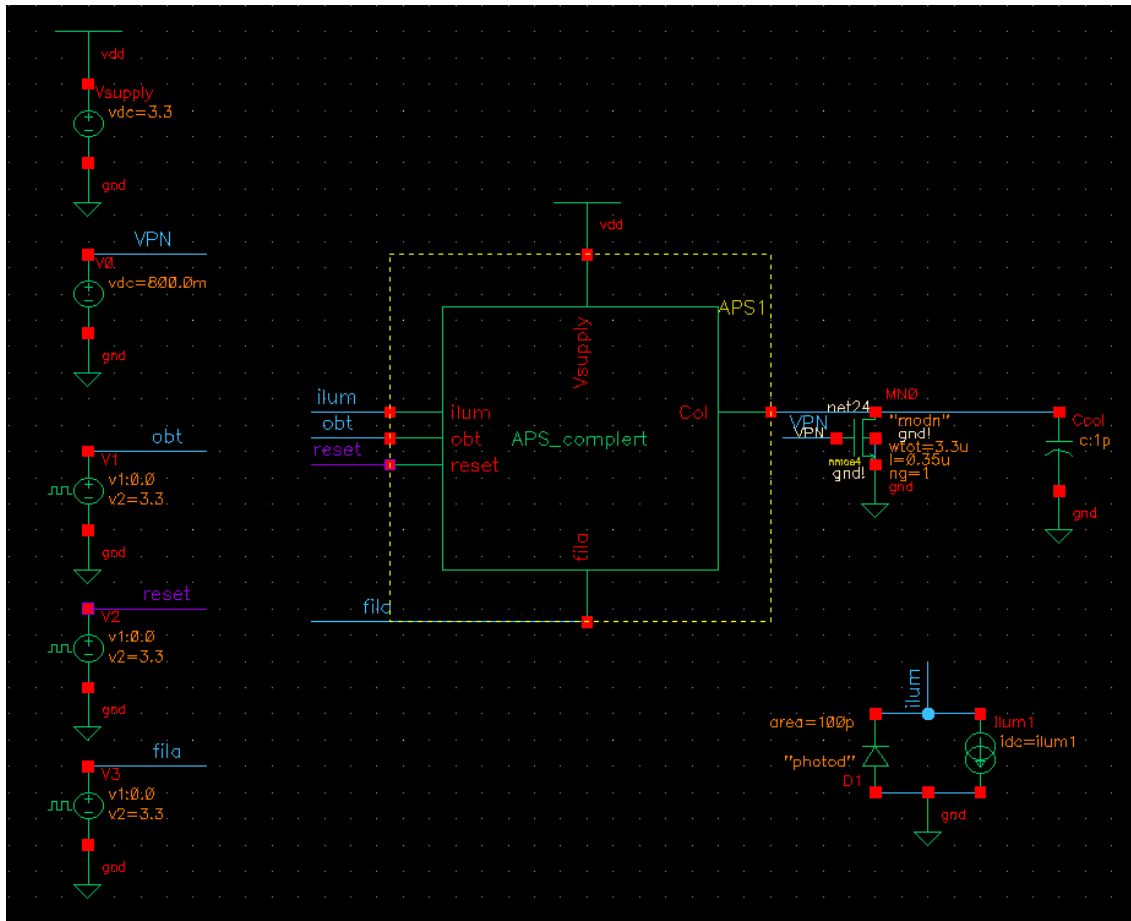 vdd
Vsupply
vdc=3.3
gnd
VPN
V0
vdc=800.0m
gnd
obt
V1
v1:0.0
v2=3.3
gnd
reset
V2
v1:0.0
v2=3.3
gnd
fila
V3
v1:0.0
v2=3.3
gnd
vdd
APS1
Vsupply
ilum
obt
reset
ilum
obt
reset
APS_complert
Col
fila
fila
MN0
net24
"modn"
VPN
VPN
gnd!
wtot=3.3u
l=0.35u
ng=1
nmos4
gnd!
gnd
Ccol
c:1p
gnd
ilum
area=100p
Ilum1
idc=ilum1
"photod"
D1
gnd